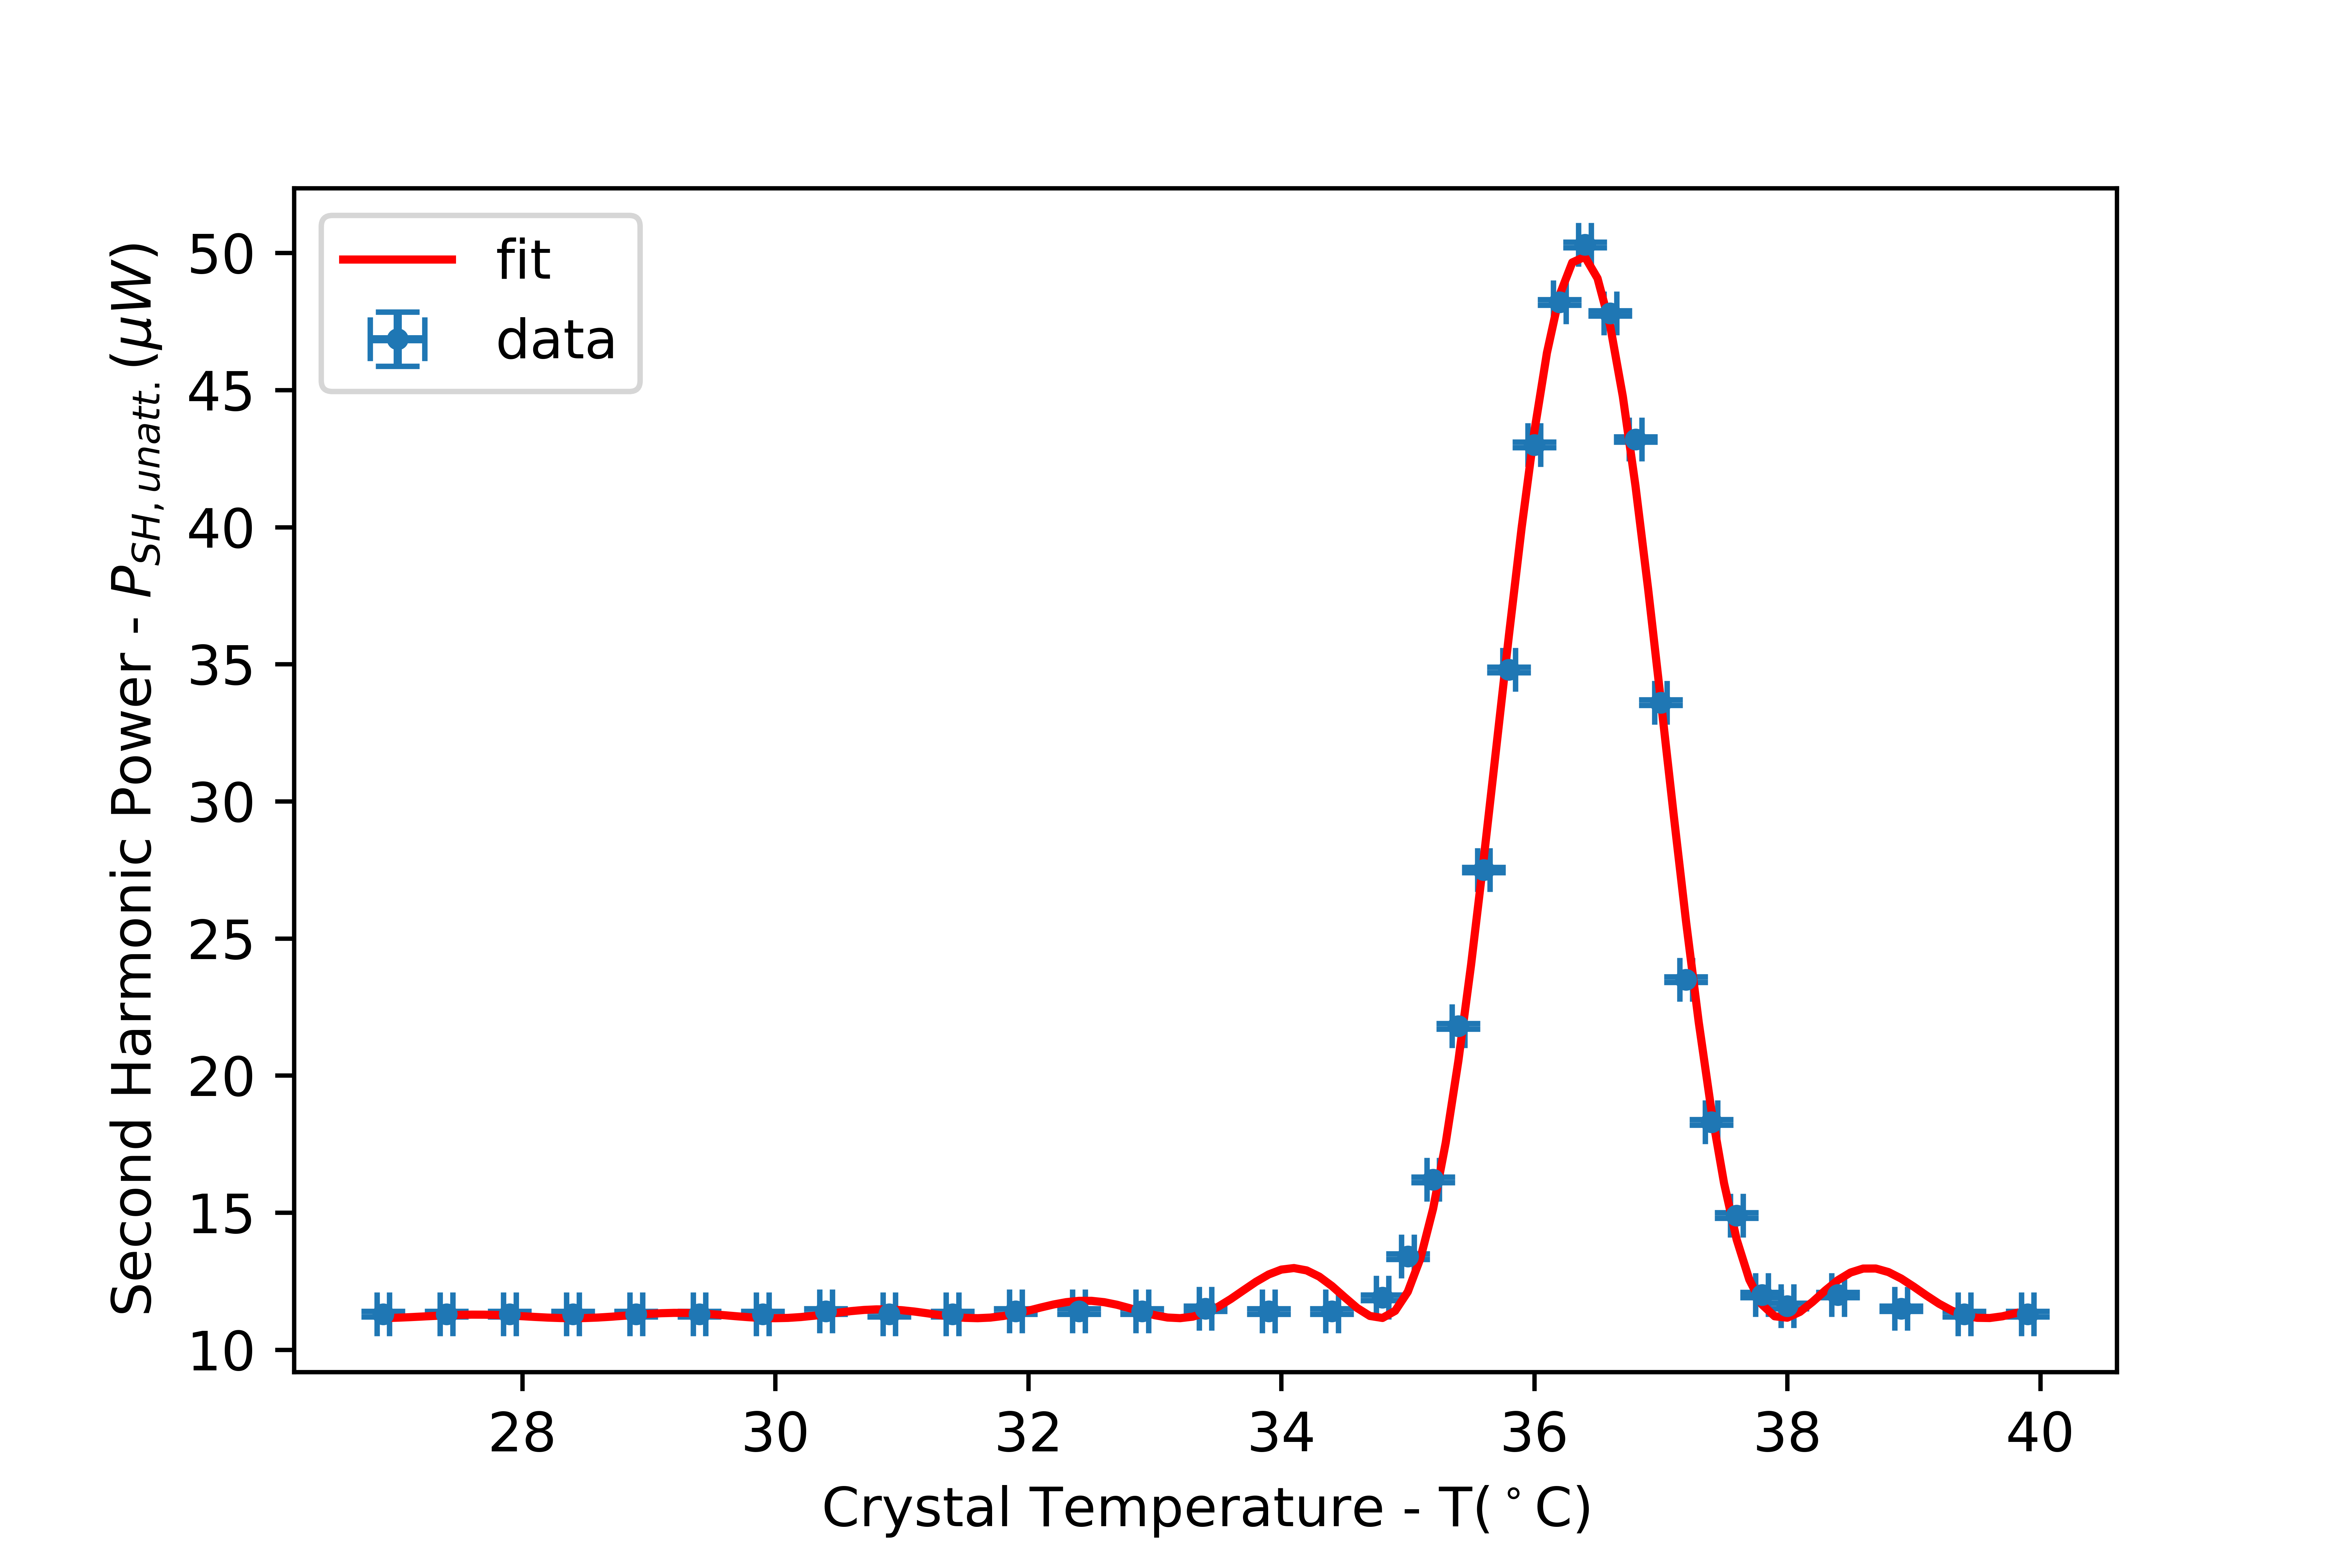 fit
data
Second Harmonic Power - P_{SH, unatt.} (μW)
50
45
40
35
30
25
20
15
10
28 30 32 34 36 38 40
Crystal Temperature - T(°C)